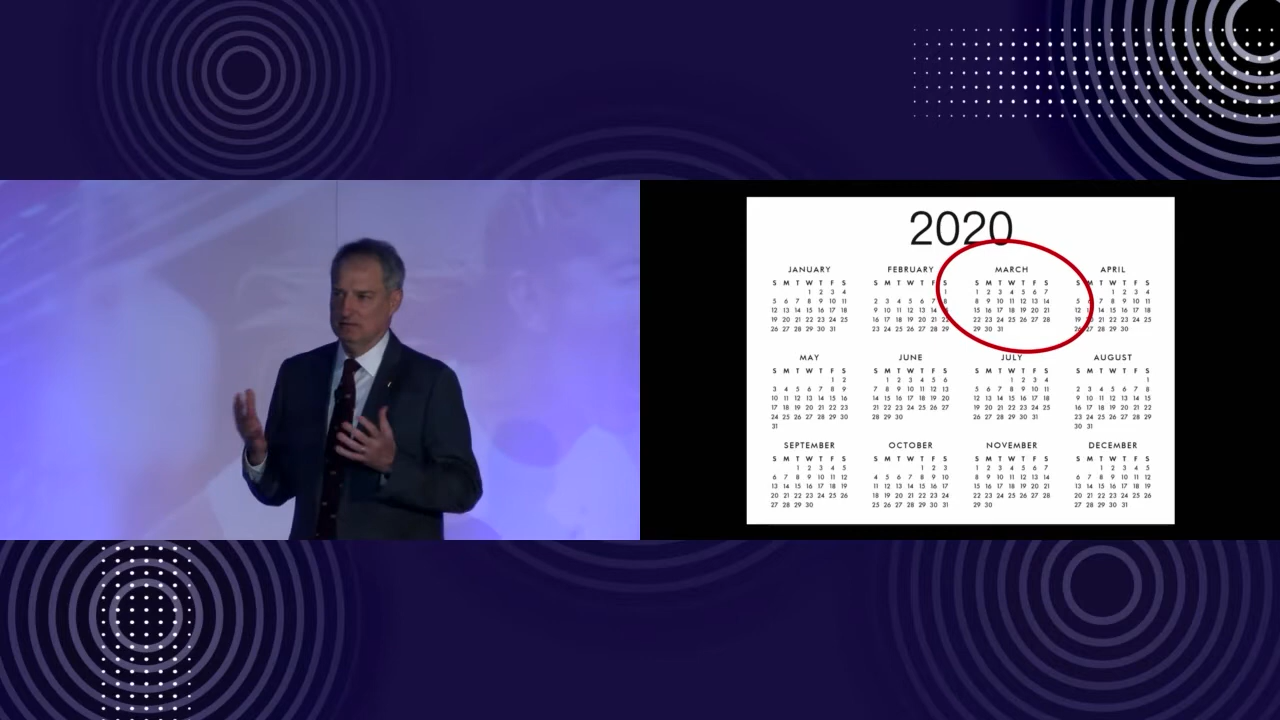 2020
JANUARY
S M T W T F S
1 2 3 4
5 6 7 8 9 10 11
12 13 14 15 16 17 18
19 20 21 22 23 24 25
26 27 28 29 30 31
FEBRUARY
S M T W T F S
1
2 3 4 5 6 7 8
9 10 11 12 13 14 15
16 17 18 19 20 21 22
23 24 25 26 27 28 29
MARCH
S M T W T F S
1 2 3 4 5 6 7
8 9 10 11 12 13 14
15 16 17 18 19 20 21
22 23 24 25 26 27 28
29 30 31
APRIL
S M T W T F S
1 2 3 4
5 6 7 8 9 10 11
12 13 14 15 16 17 18
19 20 21 22 23 24 25
26 27 28 29 30
MAY
S M T W T F S
1 2
3 4 5 6 7 8 9
10 11 12 13 14 15 16
17 18 19 20 21 22 23
24 25 26 27 28 29 30
31
JUNE
S M T W T F S
1 2 3 4 5 6
7 8 9 10 11 12 13
14 15 16 17 18 19 20
21 22 23 24 25 26 27
28 29 30
JULY
S M T W T F S
1 2 3 4
5 6 7 8 9 10 11
12 13 14 15 16 17 18
19 20 21 22 23 24 25
26 27 28 29 30 31
AUGUST
S M T W T F S
1
2 3 4 5 6 7 8
9 10 11 12 13 14 15
16 17 18 19 20 21 22
23 24 25 26 27 28 29
30 31
SEPTEMBER
S M T W T F S
1 2 3 4 5
6 7 8 9 10 11 12
13 14 15 16 17 18 19
20 21 22 23 24 25 26
27 28 29 30
OCTOBER
S M T W T F S
1 2 3
4 5 6 7 8 9 10
11 12 13 14 15 16 17
18 19 20 21 22 23 24
25 26 27 28 29 30 31
NOVEMBER
S M T W T F S
1 2 3 4 5 6 7
8 9 10 11 12 13 14
15 16 17 18 19 20 21
22 23 24 25 26 27 28
29 30
DECEMBER
S M T W T F S
1 2 3 4 5
6 7 8 9 10 11 12
13 14 15 16 17 18 19
20 21 22 23 24 25 26
27 28 29 30 31